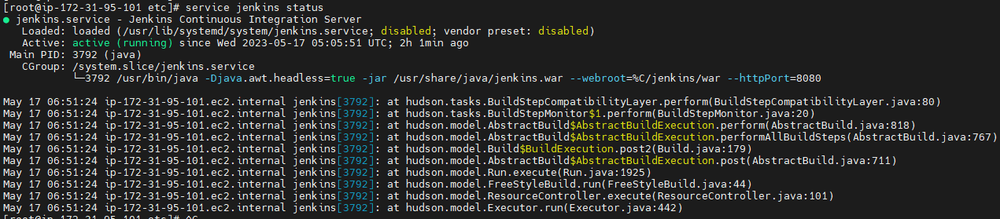 [root@ip-172-31-95-101 etc]# service jenkins status
● jenkins.service - Jenkins Continuous Integration Server
   Loaded: loaded (/usr/lib/systemd/system/jenkins.service; disabled; vendor preset: disabled)
   Active: active (running) since Wed 2023-05-17 05:05:51 UTC; 2h 1min ago
 Main PID: 3792 (java)
   CGroup: /system.slice/jenkins.service
           └─3792 /usr/bin/java -Djava.awt.headless=true -jar /usr/share/java/jenkins.war --webroot=%C/jenkins/war --httpPort=8080

May 17 06:51:24 ip-172-31-95-101.ec2.internal jenkins[3792]: at hudson.tasks.BuildStepCompatibilityLayer.perform(BuildStepCompatibilityLayer.java:80)
May 17 06:51:24 ip-172-31-95-101.ec2.internal jenkins[3792]: at hudson.tasks.BuildStepMonitor$1.perform(BuildStepMonitor.java:20)
May 17 06:51:24 ip-172-31-95-101.ec2.internal jenkins[3792]: at hudson.model.AbstractBuild$AbstractBuildExecution.perform(AbstractBuild.java:818)
May 17 06:51:24 ip-172-31-95-101.ec2.internal jenkins[3792]: at hudson.model.AbstractBuild$AbstractBuildExecution.performAllBuildSteps(AbstractBuild.java:767)
May 17 06:51:24 ip-172-31-95-101.ec2.internal jenkins[3792]: at hudson.model.Build$BuildExecution.post2(Build.java:179)
May 17 06:51:24 ip-172-31-95-101.ec2.internal jenkins[3792]: at hudson.model.AbstractBuild$AbstractBuildExecution.post(AbstractBuild.java:711)
May 17 06:51:24 ip-172-31-95-101.ec2.internal jenkins[3792]: at hudson.model.Run.execute(Run.java:1925)
May 17 06:51:24 ip-172-31-95-101.ec2.internal jenkins[3792]: at hudson.model.FreeStyleBuild.run(FreeStyleBuild.java:44)
May 17 06:51:24 ip-172-31-95-101.ec2.internal jenkins[3792]: at hudson.model.ResourceController.execute(ResourceController.java:101)
May 17 06:51:24 ip-172-31-95-101.ec2.internal jenkins[3792]: at hudson.model.Executor.run(Executor.java:442)
[root@ip-172-31-95-101 etc]# ^C